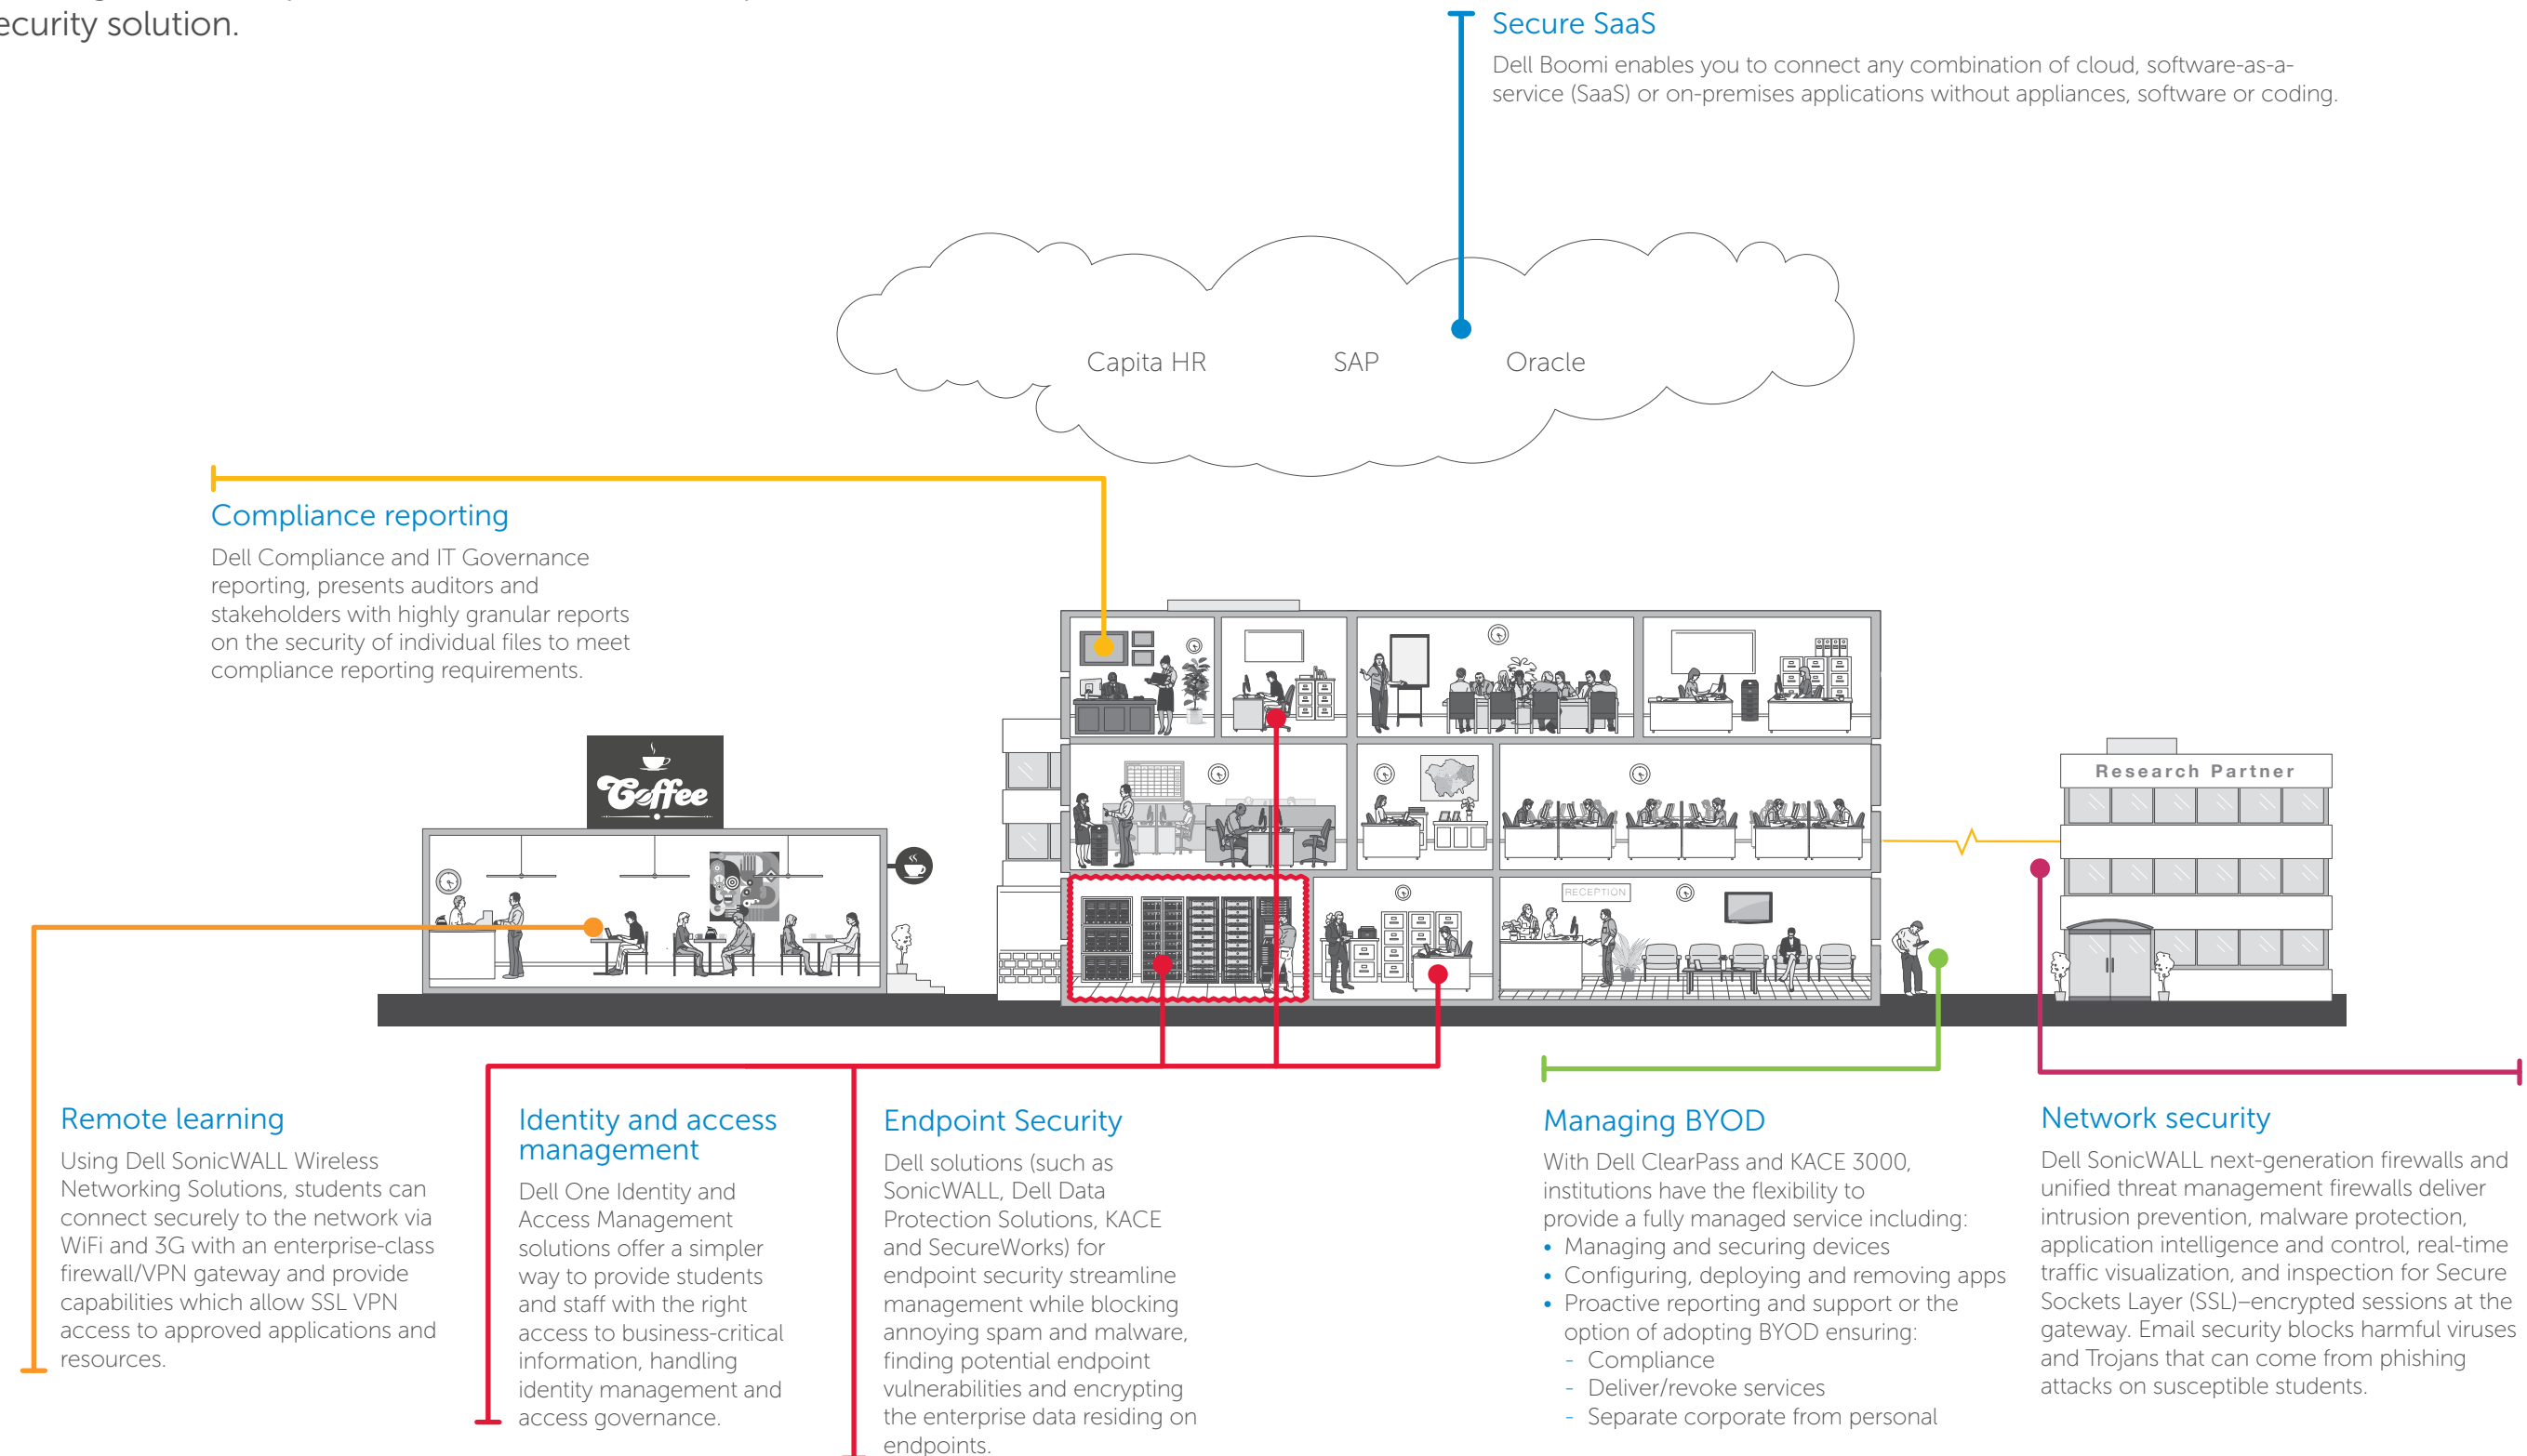 security solution.
Secure SaaS
Dell Boomi enables you to connect any combination of cloud, software-as-a-
service (SaaS) or on-premises applications without appliances, software or coding.
Capita HR
SAP
Oracle
Compliance reporting
Dell Compliance and IT Governance
reporting, presents auditors and
stakeholders with highly granular reports
on the security of individual files to meet
compliance reporting requirements.
Coffee
Research Partner
RECEPTION
Remote learning
Using Dell SonicWALL Wireless
Networking Solutions, students can
connect securely to the network via
WiFi and 3G with an enterprise-class
firewall/VPN gateway and provide
capabilities which allow SSL VPN
access to approved applications and
resources.
Identity and access
management
Dell One Identity and
Access Management
solutions offer a simpler
way to provide students
and staff with the right
access to business-critical
information, handling
identity management and
access governance.
Endpoint Security
Dell solutions (such as
SonicWALL, Dell Data
Protection Solutions, KACE
and SecureWorks) for
endpoint security streamline
management while blocking
annoying spam and malware,
finding potential endpoint
vulnerabilities and encrypting
the enterprise data residing on
endpoints.
Managing BYOD
With Dell ClearPass and KACE 3000,
institutions have the flexibility to
provide a fully managed service including:
• Managing and securing devices
• Configuring, deploying and removing apps
• Proactive reporting and support or the
option of adopting BYOD ensuring:
- Compliance
- Deliver/revoke services
- Separate corporate from personal
Network security
Dell SonicWALL next-generation firewalls and
unified threat management firewalls deliver
intrusion prevention, malware protection,
application intelligence and control, real-time
traffic visualization, and inspection for Secure
Sockets Layer (SSL)–encrypted sessions at the
gateway. Email security blocks harmful viruses
and Trojans that can come from phishing
attacks on susceptible students.